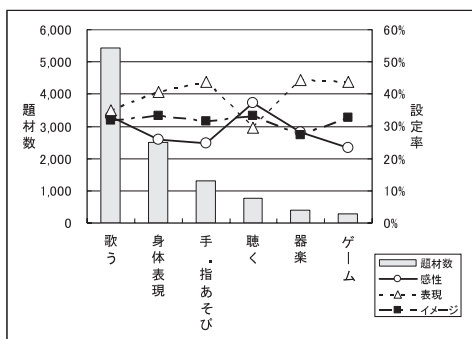 6,000
5,000
4,000
3,000
2,000
1,000
0
題材数
60%
50%
40%
30%
20%
10%
0%
設定率
歌う
身体表現
手・指あそび
聴く
器楽
ゲーム
題材数
感性
表現
イメージ